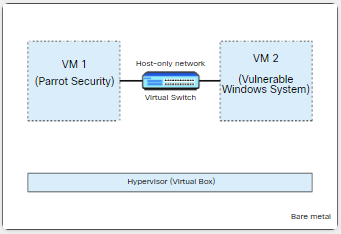 Host-only network
VM 1
(Parrot Security)
Virtual Switch
VM 2
(Vulnerable
Windows System)
Hypervisor (Virtual Box)
Bare metal